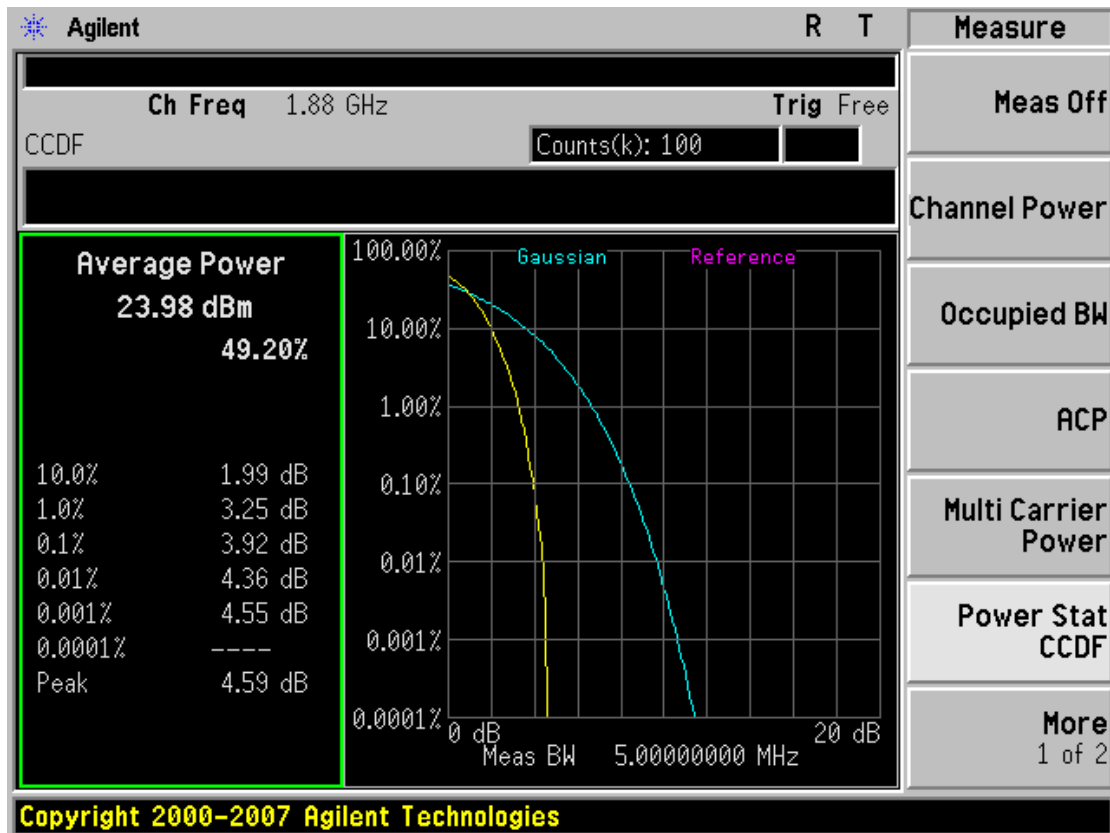 Agilent R T
Measure
Ch Freq 1.88 GHz Trig Free
CCDF Counts(k): 100
Average Power
23.98 dBm
49.20%
10.0% 1.99 dB
1.0% 3.25 dB
0.1% 3.92 dB
0.01% 4.36 dB
0.001% 4.55 dB
0.0001% ----
Peak 4.59 dB
Gaussian Reference
100.00%
10.00%
1.00%
0.10%
0.01%
0.001%
0.0001%
0 dB 20 dB
Meas BW 5.00000000 MHz
Meas Off
Channel Power
Occupied BW
ACP
Multi Carrier
Power
Power Stat
CCDF
More
1 of 2
Copyright 2000-2007 Agilent Technologies